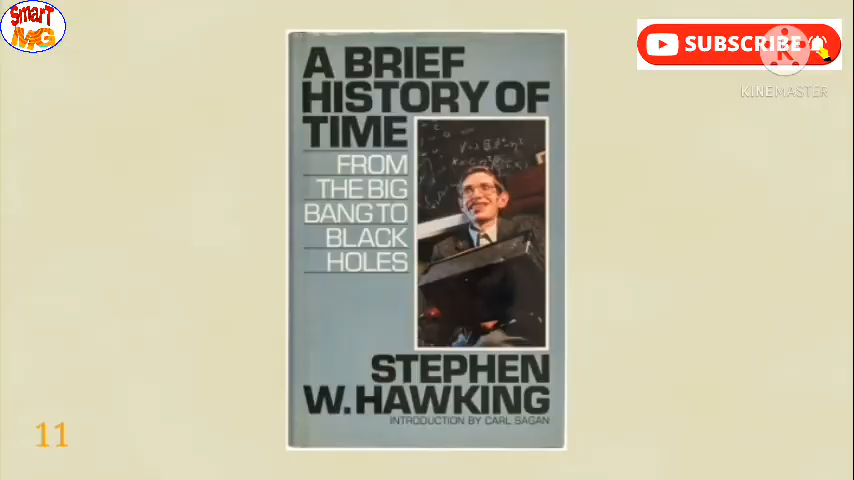 SmarT
MG
SUBSCRIBE
KINEMASTER
A BRIEF
HISTORY OF
TIME
FROM
THE BIG
BANG TO
BLACK
HOLES
STEPHEN
W. HAWKING
INTRODUCTION BY CARL SAGAN
11